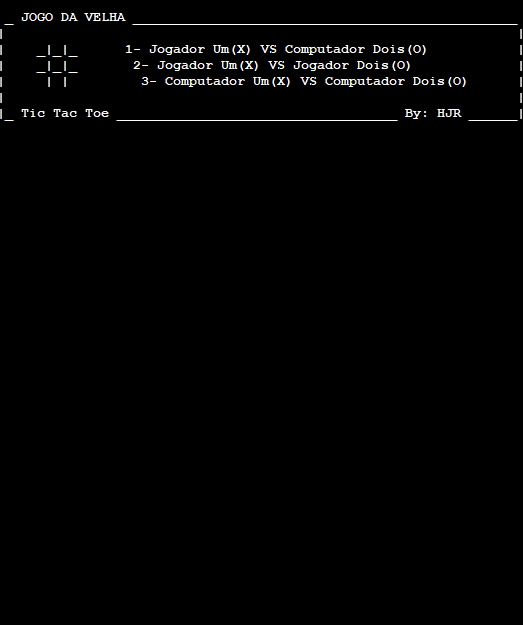 _ JOGO DA VELHA ________________________________________________
_|_|_ 1- Jogador Um(X) VS Computador Dois(O)
_|_|_ 2- Jogador Um(X) VS Jogador Dois(O)
| | 3- Computador Um(X) VS Computador Dois(O)
|_ Tic Tac Toe ___________________________________ By: HJR ______|